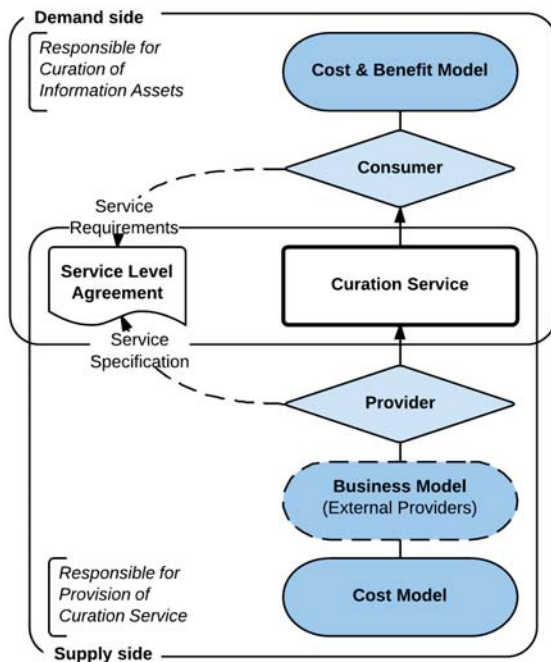 Demand side
Responsible for
Curation of
Information Assets
Cost & Benefit Model
Consumer
Service
Requirements
Service Level
Agreement
Curation Service
Service
Specification
Provider
Business Model
(External Providers)
Responsible for
Provision of
Curation Service
Cost Model
Supply side